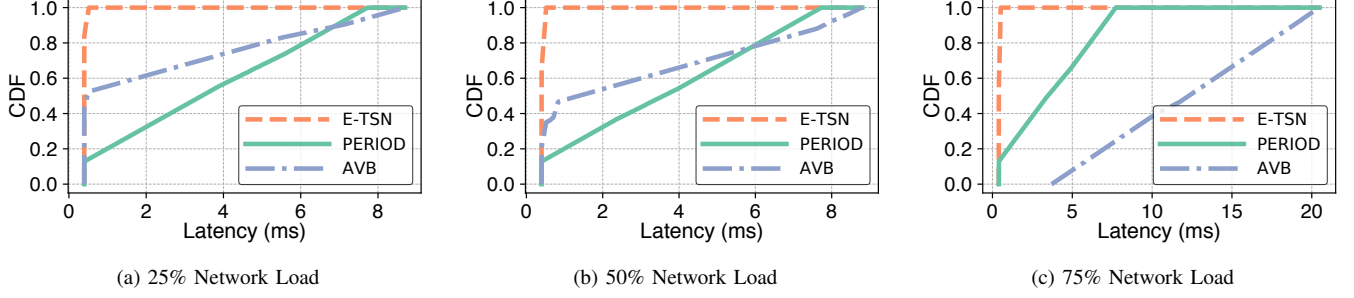 CDF
1.0
0.8
0.6
0.4
0.2
0.0
0
2
4
6
8
Latency (ms)
E-TSN
PERIOD
AVB
(a) 25% Network Load
CDF
1.0
0.8
0.6
0.4
0.2
0.0
0
2
4
6
8
Latency (ms)
E-TSN
PERIOD
AVB
(b) 50% Network Load
CDF
1.0
0.8
0.6
0.4
0.2
0.0
0
5
10
15
20
Latency (ms)
E-TSN
PERIOD
AVB
(c) 75% Network Load